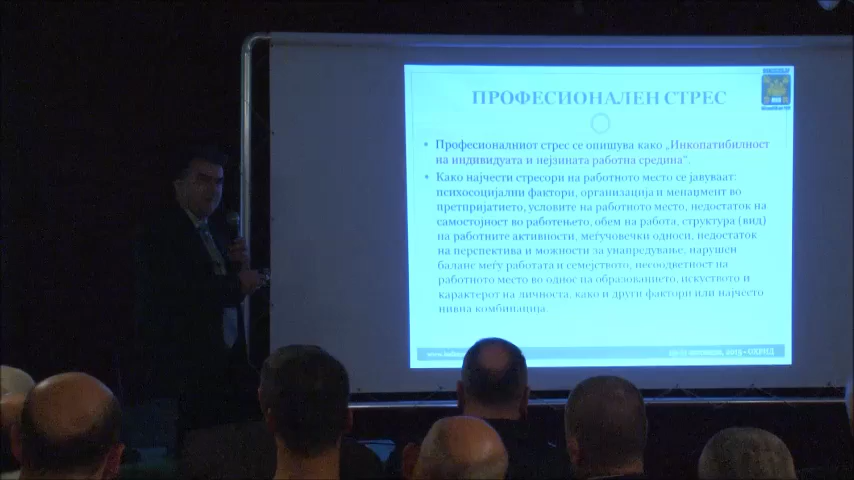 ПРОФЕСИОНАЛЕН СТРЕС
Професионалниот стрес се опишува како „Инкопатибилност
на индивидуата и нејзината работна средина“.
Како најчести стресори на работното место се јавуваат:
психосоцијални фактори, организација и менаџмент во
претпријатието, условите на работното место, недостаток на
самостојност во работењето, обем на работа, структура (вид)
на работните активности, меѓучовечки односи, недостаток
на перспектива и можности за унапредување, нарушен
баланс меѓу работата и семејството, несоодветност на
работното место во однос на образованието, искуството и
карактерот на личноста, како и други фактори или најчесто
нивна комбинација.
2015 - ОХРИД